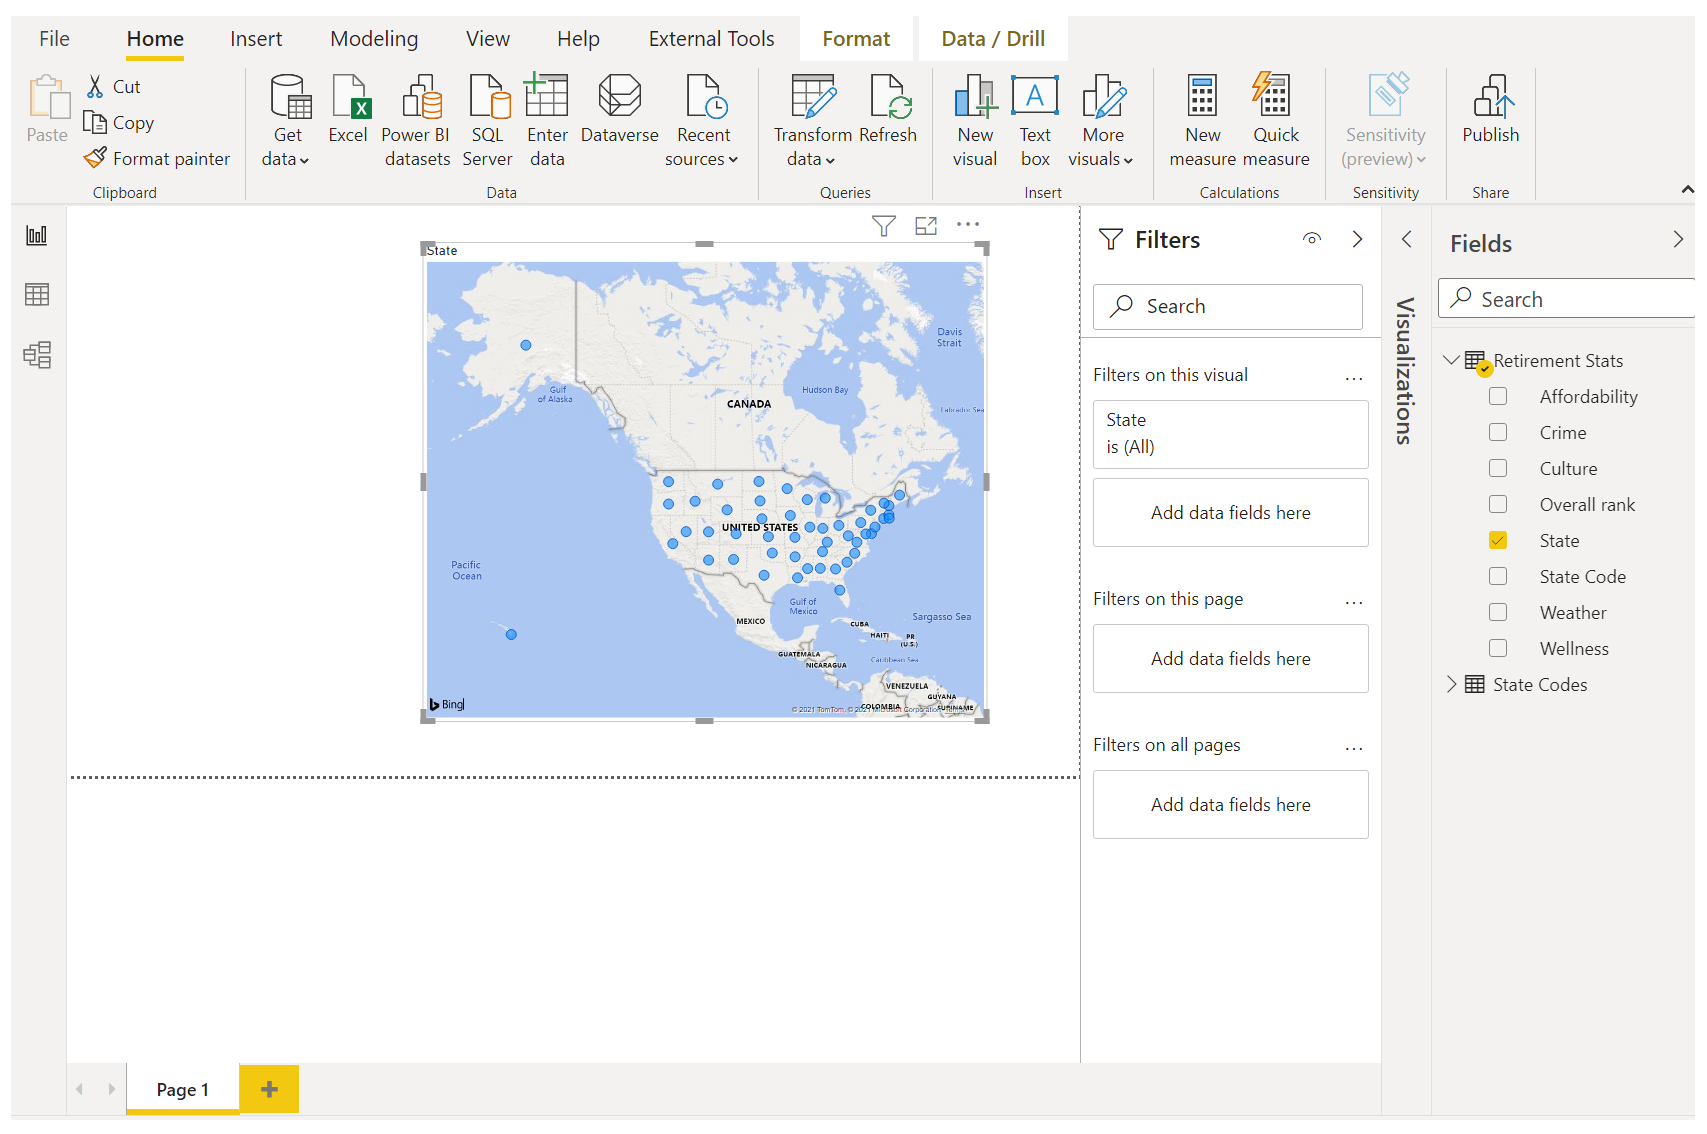 File Home Insert Modeling View Help External Tools Format Data / Drill
Paste
Cut
Copy
Format painter
Clipboard
Get data
Excel
Power BI datasets
SQL Server
Enter data
Dataverse
Recent sources
Data
Transform data
Refresh
Queries
New visual
Text box
More visuals
Insert
New measure
Quick measure
Calculations
Sensitivity (preview)
Sensitivity
Publish
Share
State
Davis Strait
Gulf of Alaska
Hudson Bay
CANADA
Labrador Sea
UNITED STATES
Pacific Ocean
Gulf of Mexico
MEXICO
Sargasso Sea
CUBA
HAITI
PR (U.S.)
GUATEMALA
NICARAGUA
Caribbean Sea
VENEZUELA
GUYANA
COLOMBIA
SURINAME
Bing
© 2021 TomTom, © 2021 Microsoft Corporation
Filters
Search
Filters on this visual ...
State
is (All)
Add data fields here
Filters on this page ...
Add data fields here
Filters on all pages ...
Add data fields here
Visualizations
Fields
Search
Retirement Stats
Affordability
Crime
Culture
Overall rank
State
State Code
Weather
Wellness
State Codes
Page 1